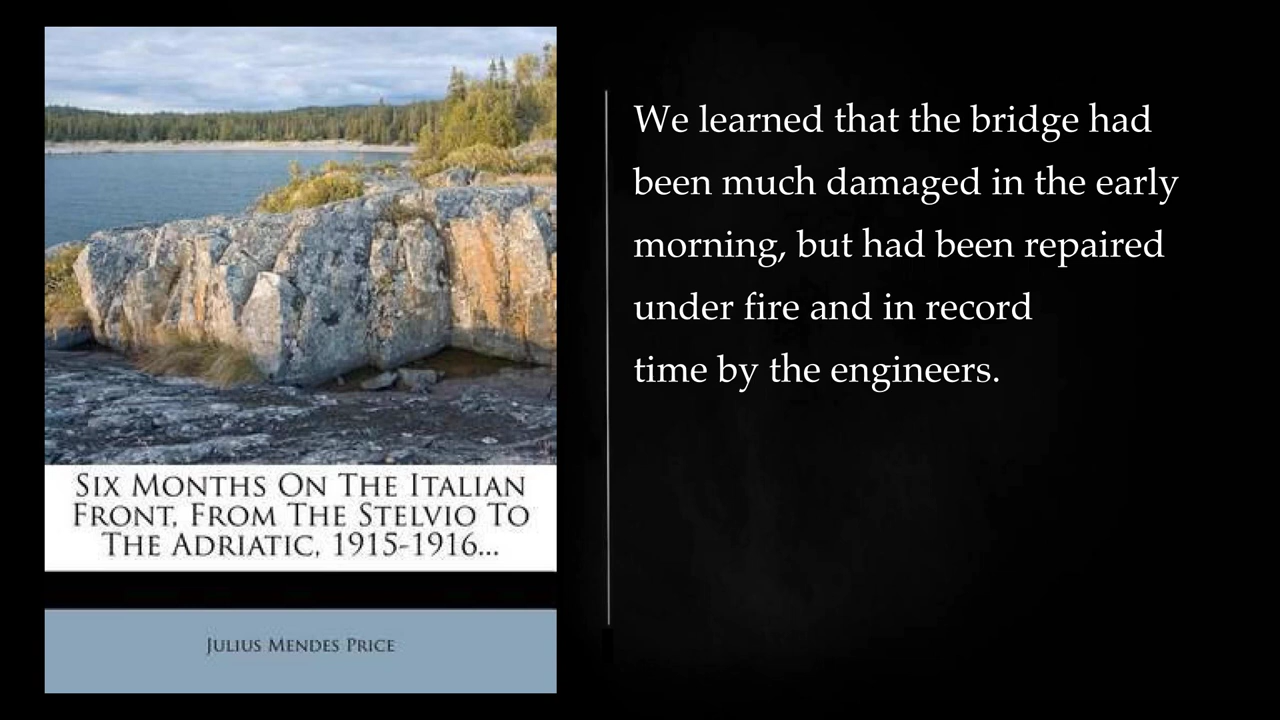 Six Months On The Italian
Front, From The Stelvio To
The Adriatic, 1915-1916...
Julius Mendes Price
We learned that the bridge had
been much damaged in the early
morning, but had been repaired
under fire and in record
time by the engineers.